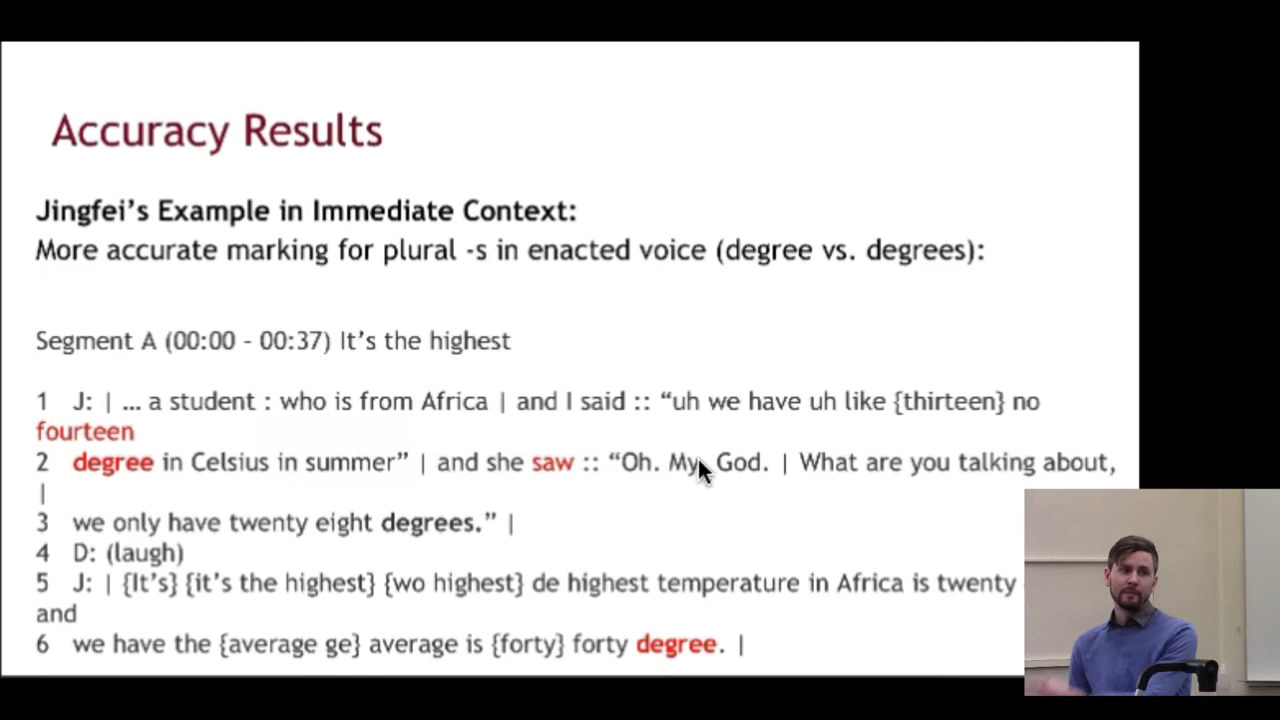 Accuracy Results
Jingfei's Example in Immediate Context:
More accurate marking for plural -s in enacted voice (degree vs. degrees):
Segment A (00:00 - 00:37) It's the highest
1 J: | ... a student : who is from Africa | and I said :: “uh we have uh like {thirteen} no
fourteen
2 degree in Celsius in summer” | and she saw :: “Oh. My God. | What are you talking about,
|
3 we only have twenty eight degrees.” |
4 D: (laugh)
5 J: | {It's} {it's the highest} {wo highest} de highest temperature in Africa is twenty
and
6 we have the {average ge} average is {forty} forty degree. |